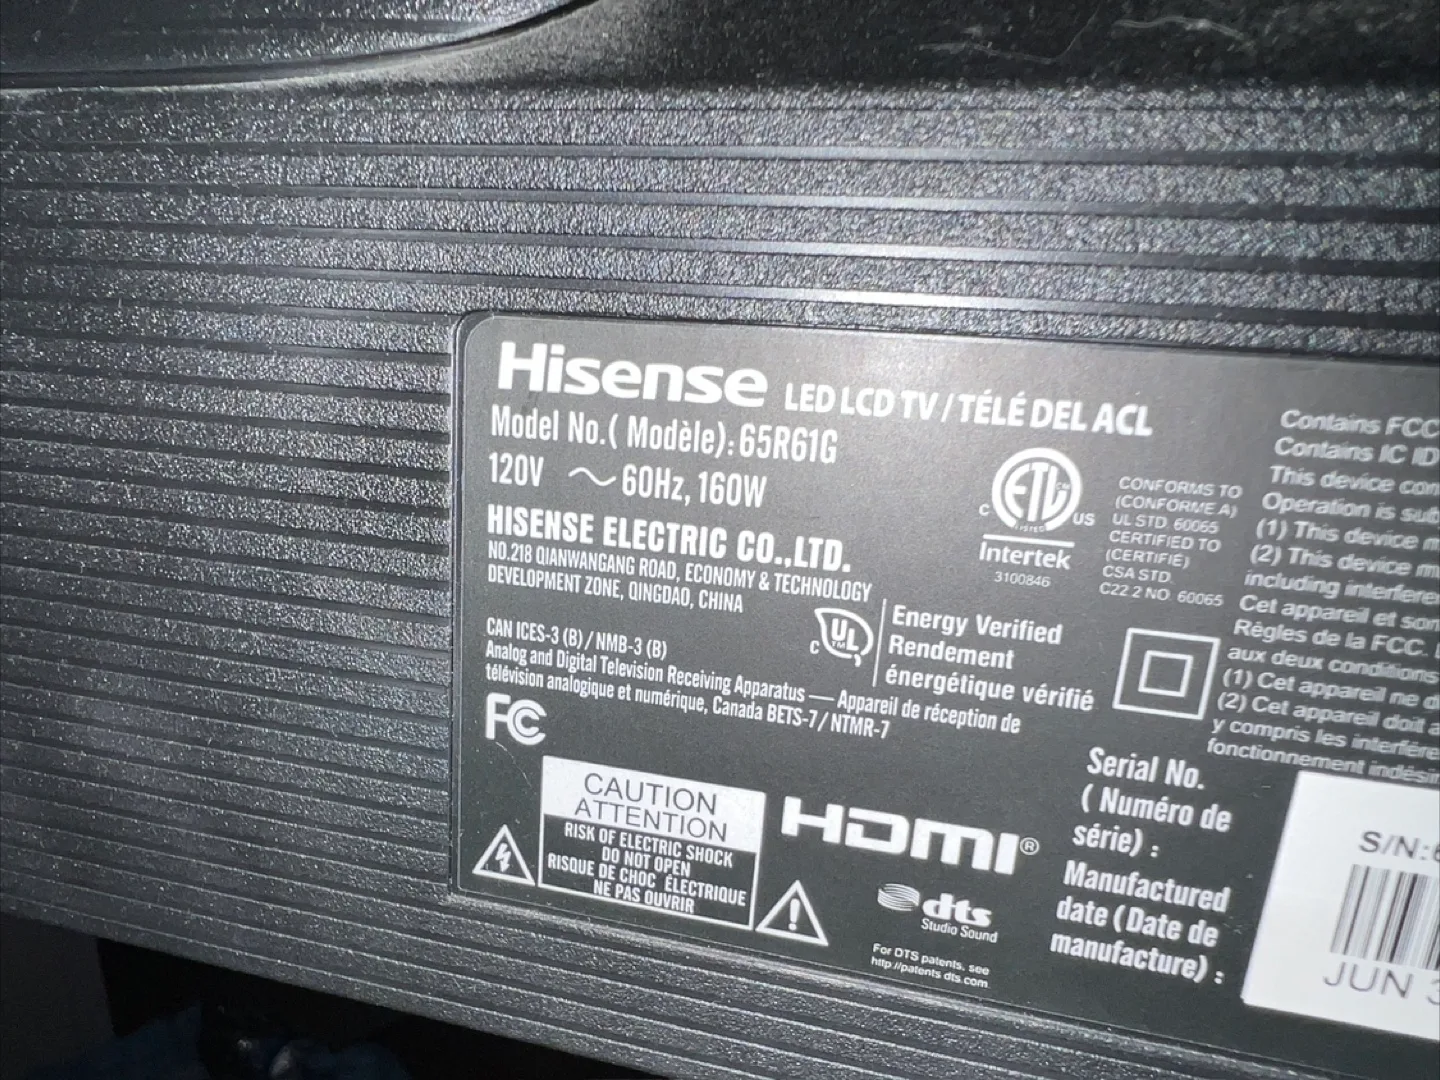 Hisense LED LCD TV / TÉLÉ DEL ACL
Model No.( Modèle): 65R61G
120V ～ 60Hz, 160W
HISENSE ELECTRIC CO.,LTD.
NO.218 QIANWANGANG ROAD, ECONOMY & TECHNOLOGY
DEVELOPMENT ZONE, QINGDAO, CHINA
CAN ICES-3 (B) / NMB-3 (B)
Analog and Digital Television Receiving Apparatus — Appareil de réception de
télévision analogique et numérique, Canada BETS-7 / NTMR-7
FC
CAUTION
ATTENTION
RISK OF ELECTRIC SHOCK
DO NOT OPEN
RISQUE DE CHOC ÉLECTRIQUE
NE PAS OUVRIR
C ETL US
LISTED
Intertek
3100846
CONFORMS TO
(CONFORME A)
UL STD. 60065
CERTIFIED TO
(CERTIFIE)
CSA STD.
C22.2 NO. 60065
C UL TM
Energy Verified
Rendement
énergétique vérifié
HDMI®
dts
Studio Sound
For DTS patents, see
http://patents.dts.com
Contains FCC
Contains IC ID
This device
Operation is
(1) This device
(2) This device
including
Cet appareil et
Règles de la FCC.
aux deux conditions
(1) Cet appareil ne
(2) Cet appareil doit
y compris les
fonctionnement
Serial No.
( Numéro de
série) :
Manufactured
date (Date de
manufacture) :
S/N:
JUN